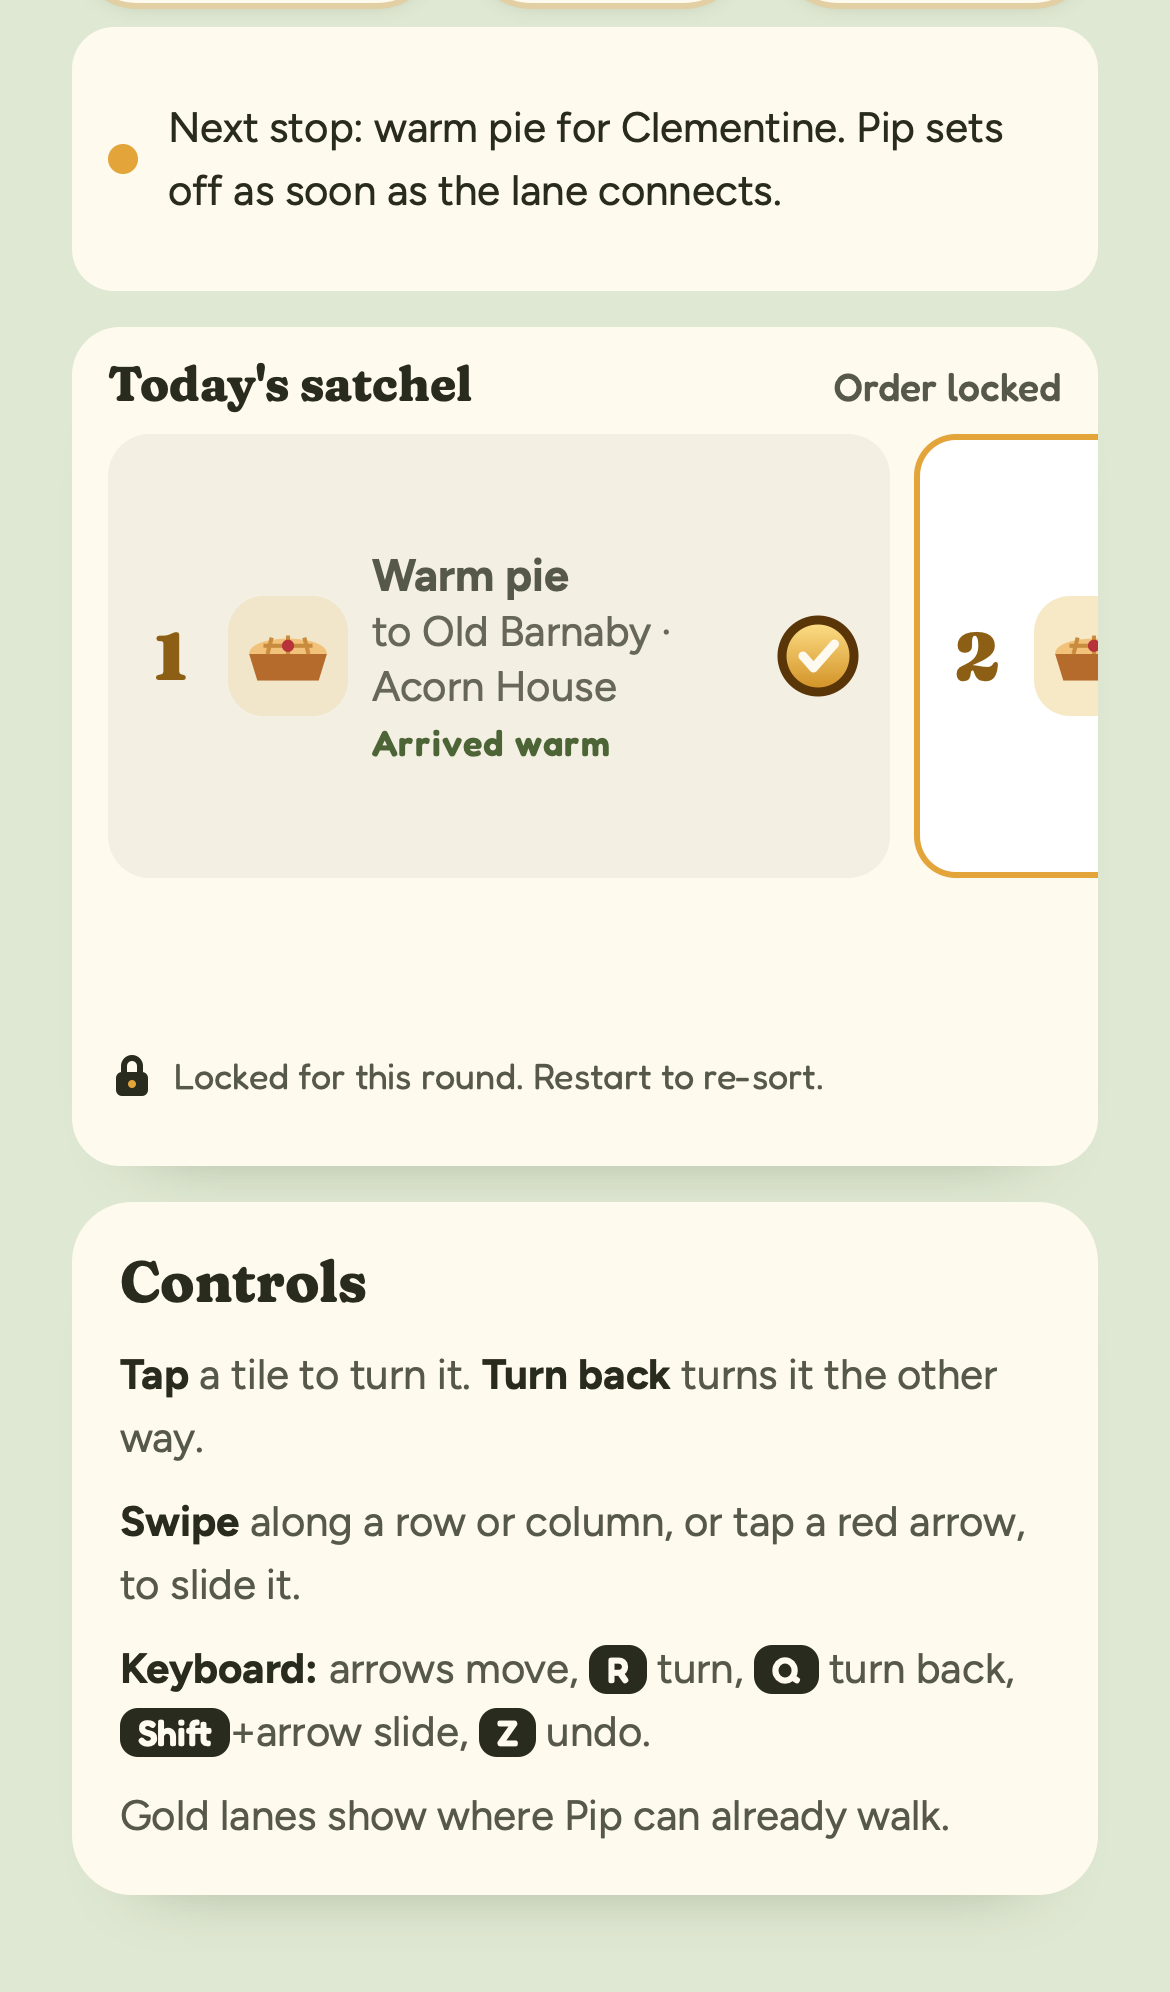 Next stop: warm pie for Clementine. Pip sets
off as soon as the lane connects.
Today's satchel
Order locked
1
Warm pie
to Old Barnaby ·
Acorn House
Arrived warm
2
Locked for this round. Restart to re-sort.
Controls
Tap a tile to turn it. Turn back turns it the other
way.
Swipe along a row or column, or tap a red arrow,
to slide it.
Keyboard: arrows move, R turn, Q turn back,
Shift+arrow slide, Z undo.
Gold lanes show where Pip can already walk.